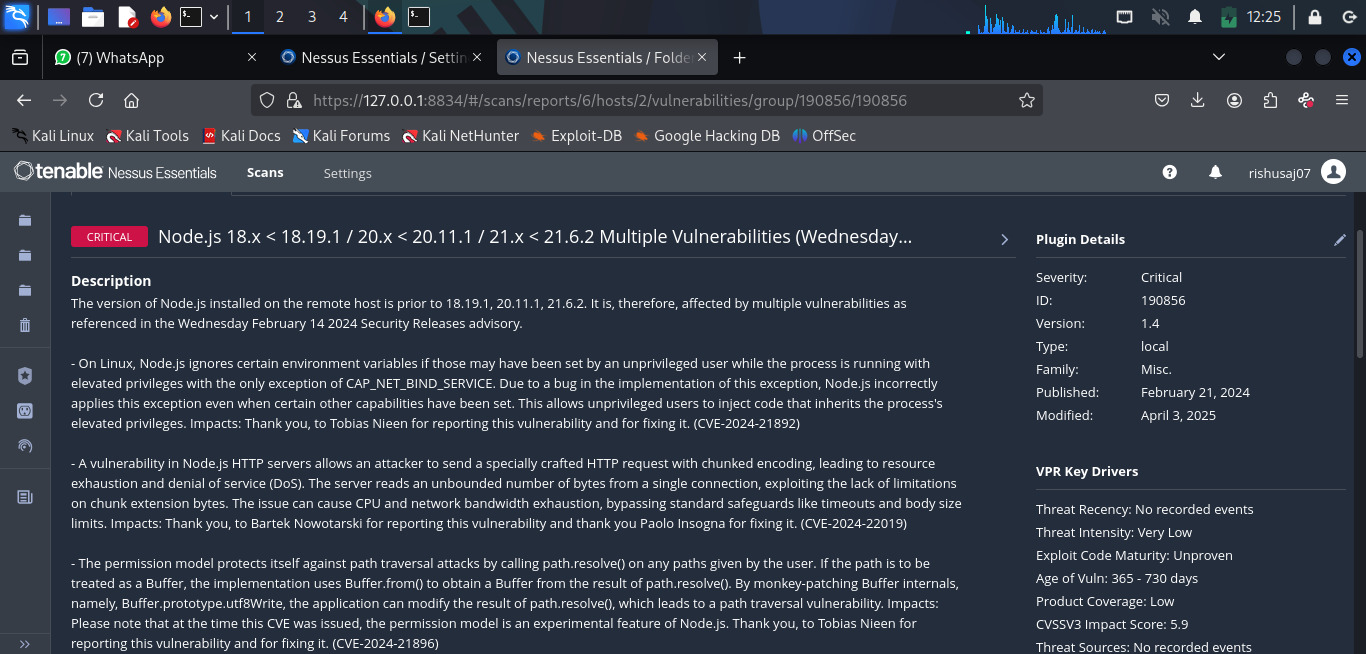 1
2
3
4
12:25
(7) WhatsApp
Nessus Essentials / Settin
Nessus Essentials / Folde
https://127.0.0.1:8834/#/scans/reports/6/hosts/2/vulnerabilities/group/190856/190856
Kali Linux
Kali Tools
Kali Docs
Kali Forums
Kali NetHunter
Exploit-DB
Google Hacking DB
OffSec
tenable Nessus Essentials
Scans
Settings
rishusaj07
CRITICAL
Node.js 18.x < 18.19.1 / 20.x < 20.11.1 / 21.x < 21.6.2 Multiple Vulnerabilities (Wednesday...
Description
The version of Node.js installed on the remote host is prior to 18.19.1, 20.11.1, 21.6.2. It is, therefore, affected by multiple vulnerabilities as
referenced in the Wednesday February 14 2024 Security Releases advisory.
- On Linux, Node.js ignores certain environment variables if those may have been set by an unprivileged user while the process is running with
elevated privileges with the only exception of CAP_NET_BIND_SERVICE. Due to a bug in the implementation of this exception, Node.js incorrectly
applies this exception even when certain other capabilities have been set. This allows unprivileged users to inject code that inherits the process's
elevated privileges. Impacts: Thank you, to Tobias Nieen for reporting this vulnerability and for fixing it. (CVE-2024-21892)
- A vulnerability in Node.js HTTP servers allows an attacker to send a specially crafted HTTP request with chunked encoding, leading to resource
exhaustion and denial of service (DoS). The server reads an unbounded number of bytes from a single connection, exploiting the lack of limitations
on chunk extension bytes. The issue can cause CPU and network bandwidth exhaustion, bypassing standard safeguards like timeouts and body size
limits. Impacts: Thank you, to Bartek Nowotarski for reporting this vulnerability and thank you Paolo Insogna for fixing it. (CVE-2024-22019)
- The permission model protects itself against path traversal attacks by calling path.resolve() on any paths given by the user. If the path is to be
treated as a Buffer, the implementation uses Buffer.from() to obtain a Buffer from the result of path.resolve(). By monkey-patching Buffer internals,
namely, Buffer.prototype.utf8Write, the application can modify the result of path.resolve(), which leads to a path traversal vulnerability. Impacts:
Please note that at the time this CVE was issued, the permission model is an experimental feature of Node.js. Thank you, to Tobias Nieen for
reporting this vulnerability and for fixing it. (CVE-2024-21896)
Plugin Details
Severity: Critical
ID: 190856
Version: 1.4
Type: local
Family: Misc.
Published: February 21, 2024
Modified: April 3, 2025
VPR Key Drivers
Threat Recency: No recorded events
Threat Intensity: Very Low
Exploit Code Maturity: Unproven
Age of Vuln: 365 - 730 days
Product Coverage: Low
CVSSV3 Impact Score: 5.9
Threat Sources: No recorded events